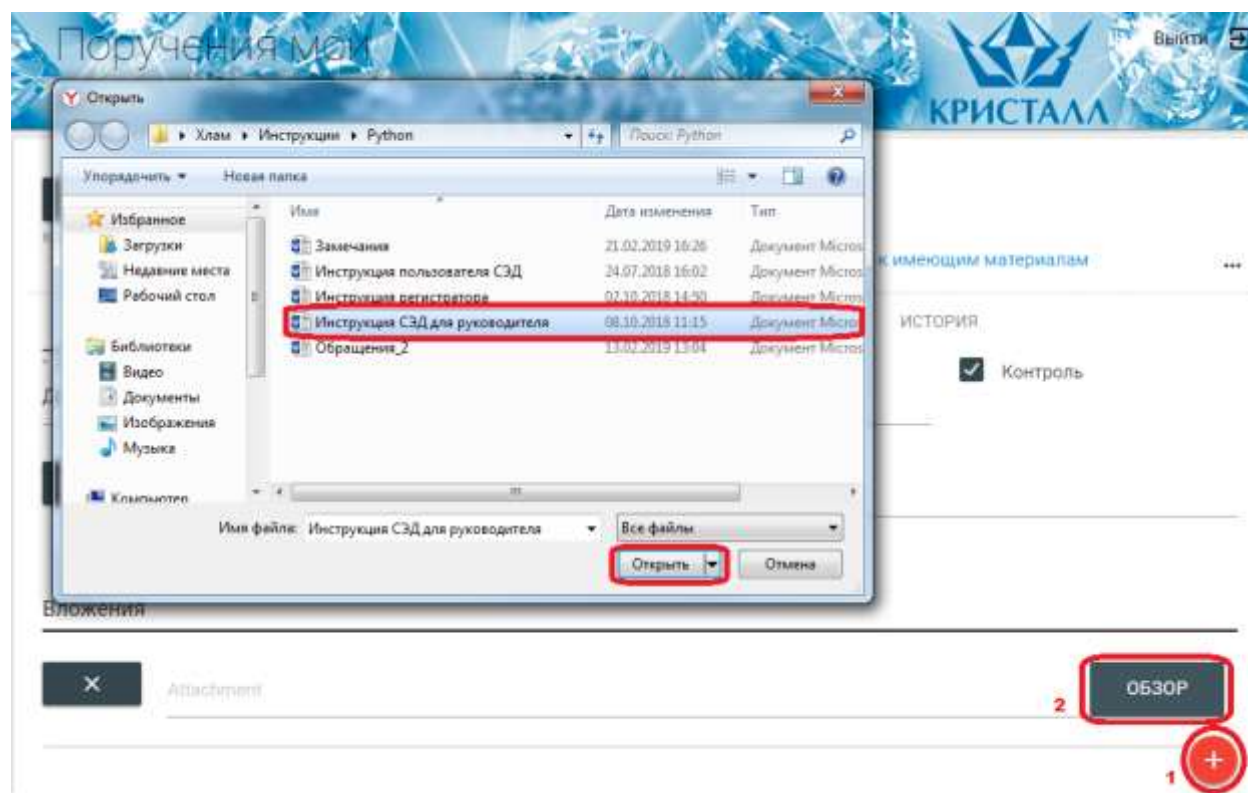 Поручения мои
Выйти
КРИСТАЛЛ
Открыть
Хлам ▸ Инструкции ▸ Python
Поиск: Python
Упорядочить
Новая папка
Избранное
Загрузки
Недавние места
Рабочий стол
Библиотеки
Видео
Документы
Изображения
Музыка
Компьютер
Имя Дата изменения Тип
Замечания 21.02.2019 16:26 Документ Micros
Инструкция пользователя СЭД 24.07.2018 16:02 Документ Micros
Инструкция регистратора 02.10.2018 14:50 Документ Micros
Инструкция СЭД для руководителя 08.10.2018 11:15 Документ Micros
Обращения_2 13.02.2019 13:04 Документ Micros
Имя файла: Инструкция СЭД для руководителя
Все файлы
Открыть
Отмена
к имеющим материалам
...
ИСТОРИЯ
Контроль
Вложения
× Attachment
ОБЗОР
2
+
1